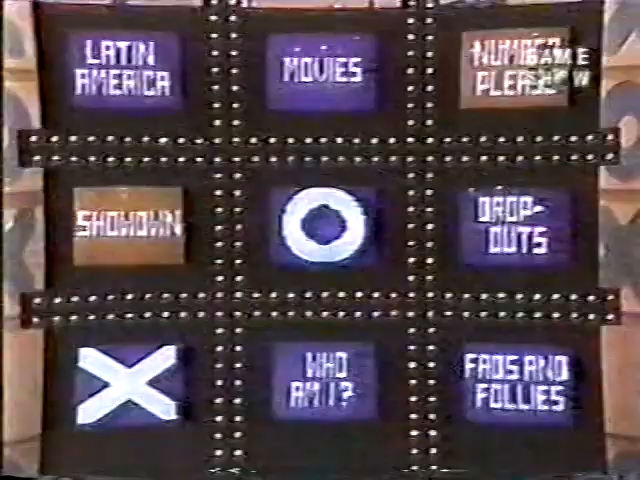 LATIN
AMERICA
MOVIES
NUMBER
PLEASE
GAME
SHOW
SHOWDOWN
O
DROP-
OUTS
X
WHO
AM I?
FADS AND
FOLLIES